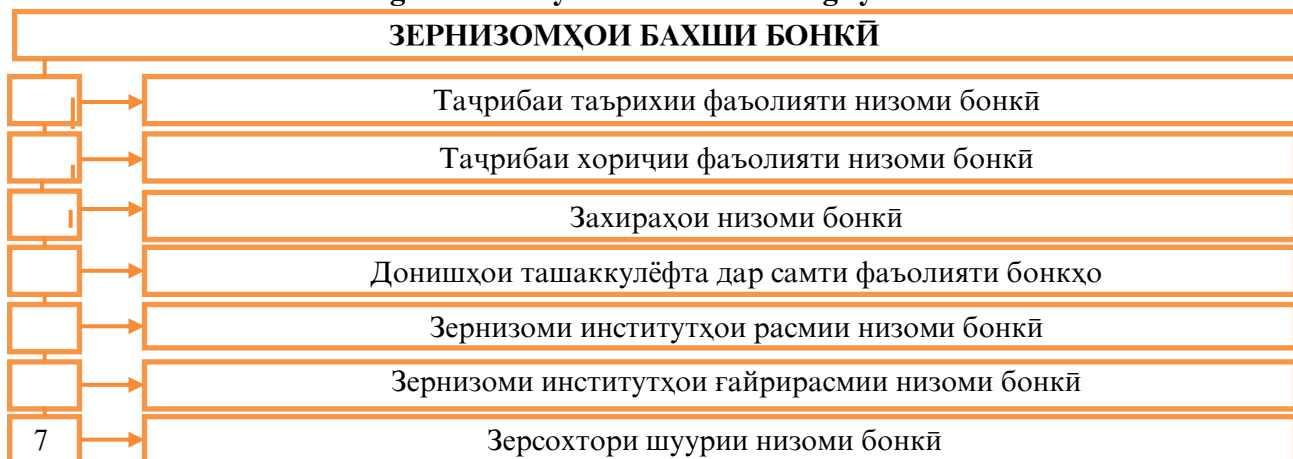 ЗЕРНИЗОМҲОИ БАХШИ БОНКӢ
Таҷрибаи таърихии фаъолияти низоми бонкӣ
Таҷрибаи хориҷии фаъолияти низоми бонкӣ
Захираҳои низоми бонкӣ
Донишҳои ташаккулёфта дар самти фаъолияти бонкҳо
Зернизоми институтҳои расмии низоми бонкӣ
Зернизоми институтҳои ғайрирасмии низоми бонкӣ
7 Зерсохтори шуурии низоми бонкӣ